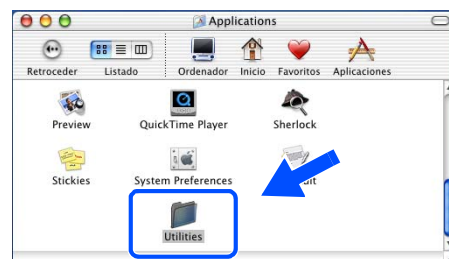 Applications
Retroceder Listado Ordenador Inicio Favoritos Aplicaciones
Preview QuickTime Player Sherlock
Stickies System Preferences
Utilities